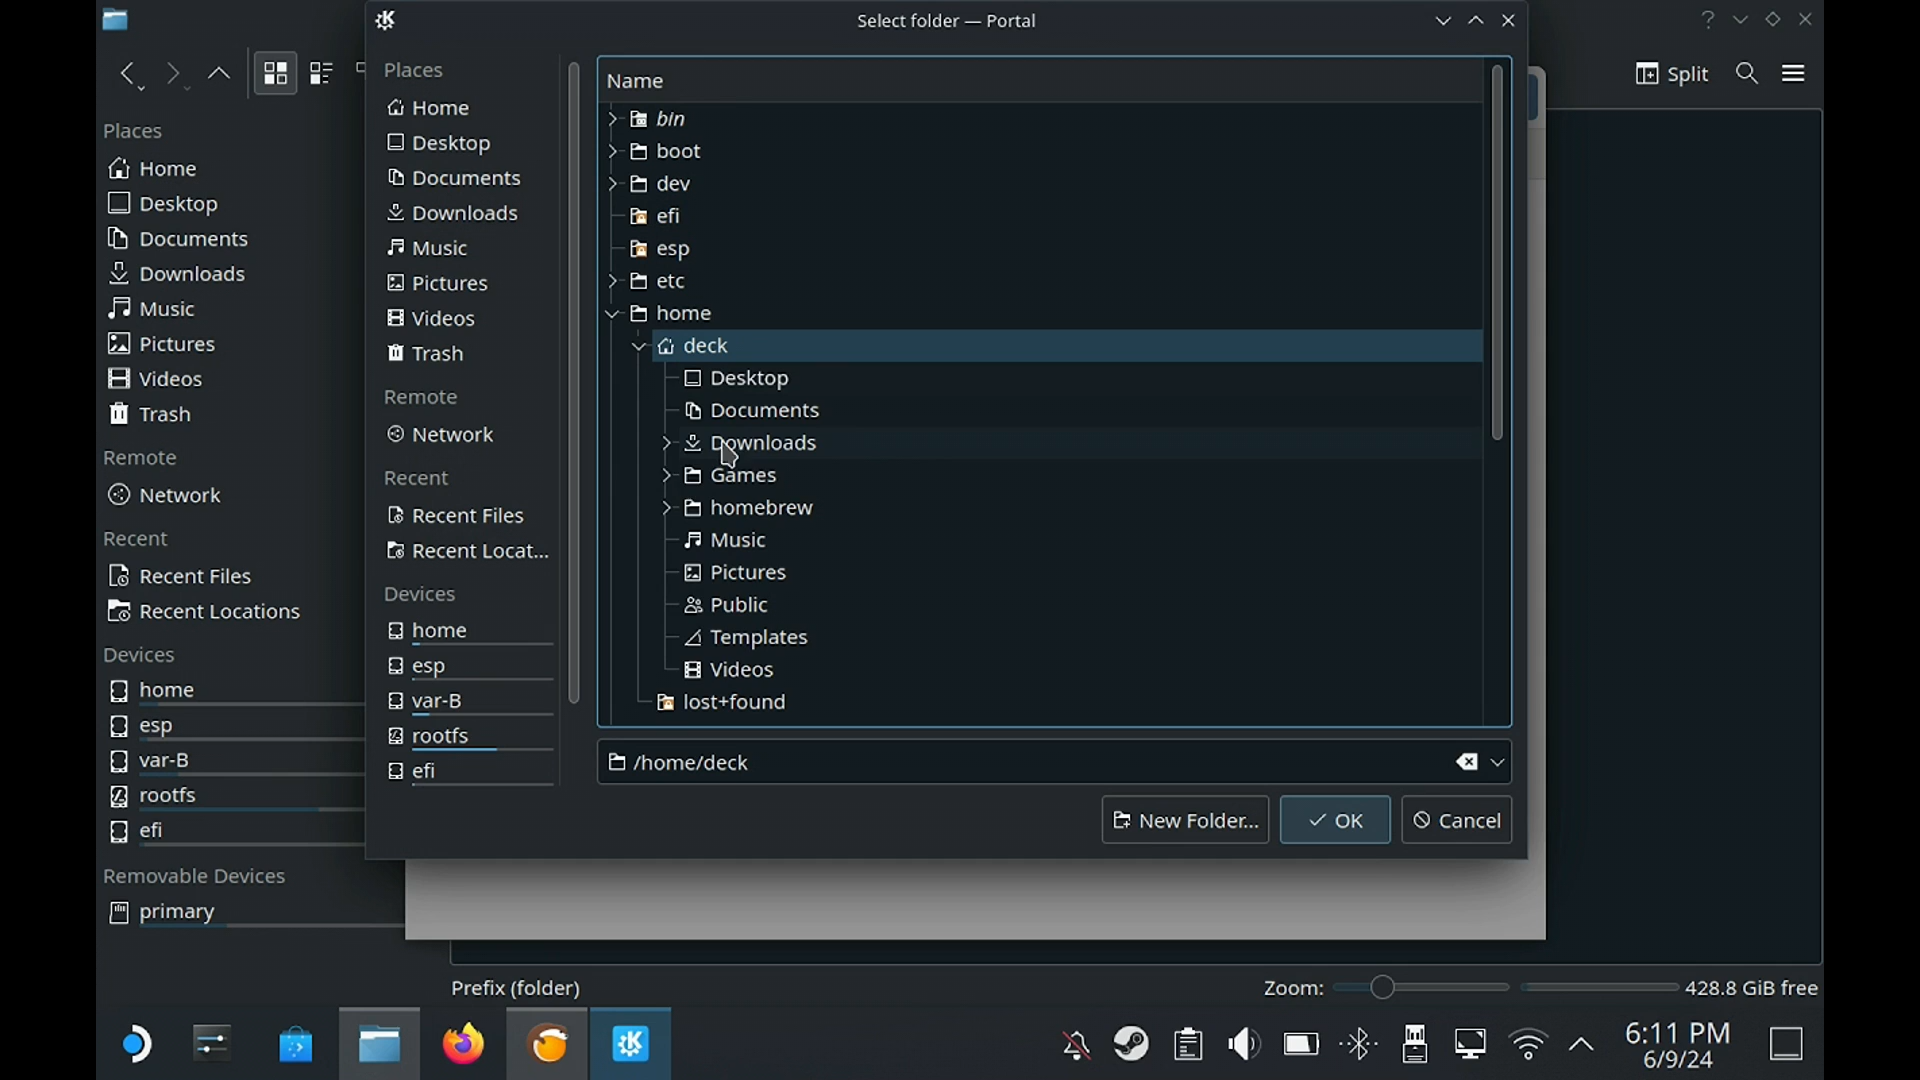 Select folder — Portal
Split
Places
Home
Desktop
Documents
Downloads
Music
Pictures
Videos
Trash
Remote
Network
Recent
Recent Files
Recent Locations
Devices
home
esp
var-B
rootfs
efi
Removable Devices
primary
Places
Home
Desktop
Documents
Downloads
Music
Pictures
Videos
Trash
Remote
Network
Recent
Recent Files
Recent Locat...
Devices
home
esp
var-B
rootfs
efi
Name
bin
boot
dev
efi
esp
etc
home
deck
Desktop
Documents
Downloads
Games
homebrew
Music
Pictures
Public
Templates
Videos
lost+found
/home/deck
New Folder...
OK
Cancel
Prefix (folder)
Zoom:
428.8 GiB free
6:11 PM
6/9/24